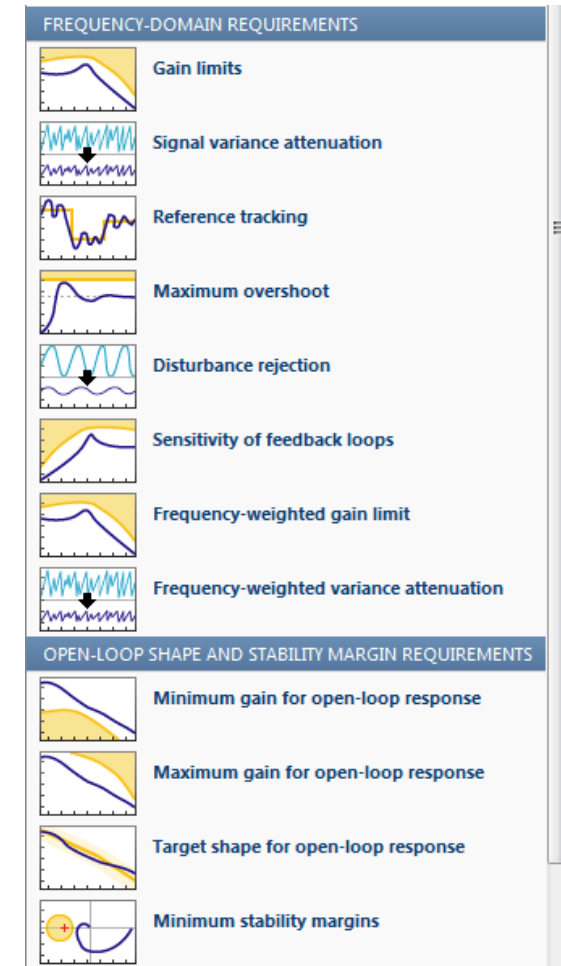 FREQUENCY-DOMAIN REQUIREMENTS
Gain limits
Signal variance attenuation
Reference tracking
Maximum overshoot
Disturbance rejection
Sensitivity of feedback loops
Frequency-weighted gain limit
Frequency-weighted variance attenuation
OPEN-LOOP SHAPE AND STABILITY MARGIN REQUIREMENTS
Minimum gain for open-loop response
Maximum gain for open-loop response
Target shape for open-loop response
Minimum stability margins